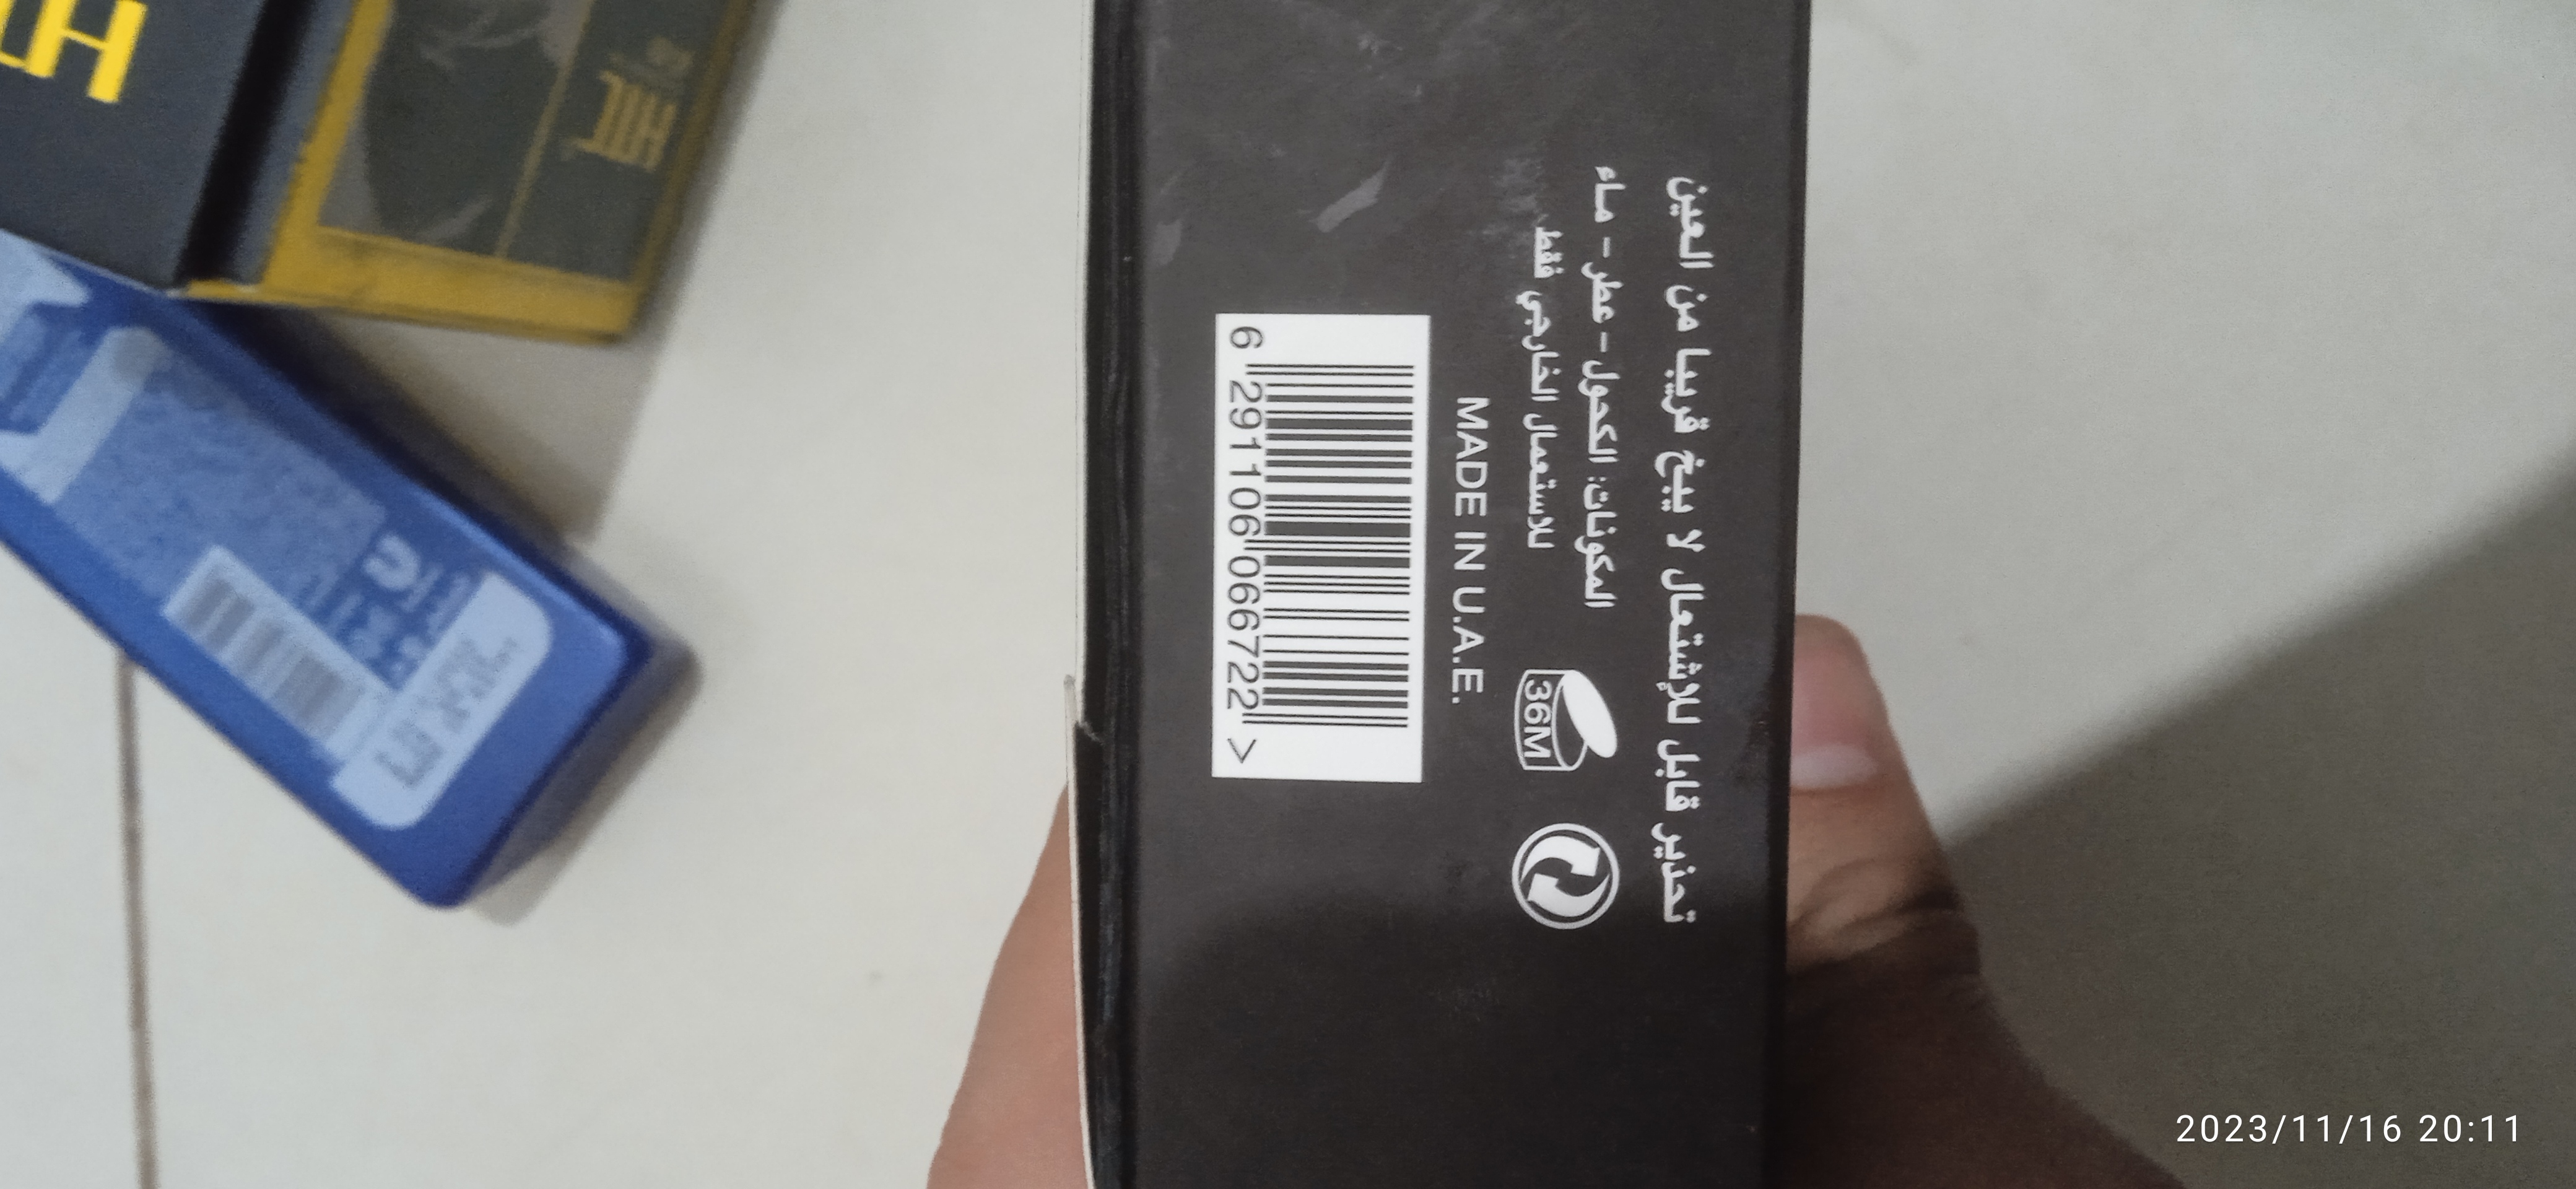 تحذير قابل للإشتعال لا يبخ قريبا من العين
المكونات: الكحول - عطر - ماء
للاستعمال الخارجي فقط
36M
MADE IN U.A.E.
6 291106 066722 >
2023/11/16 20:11